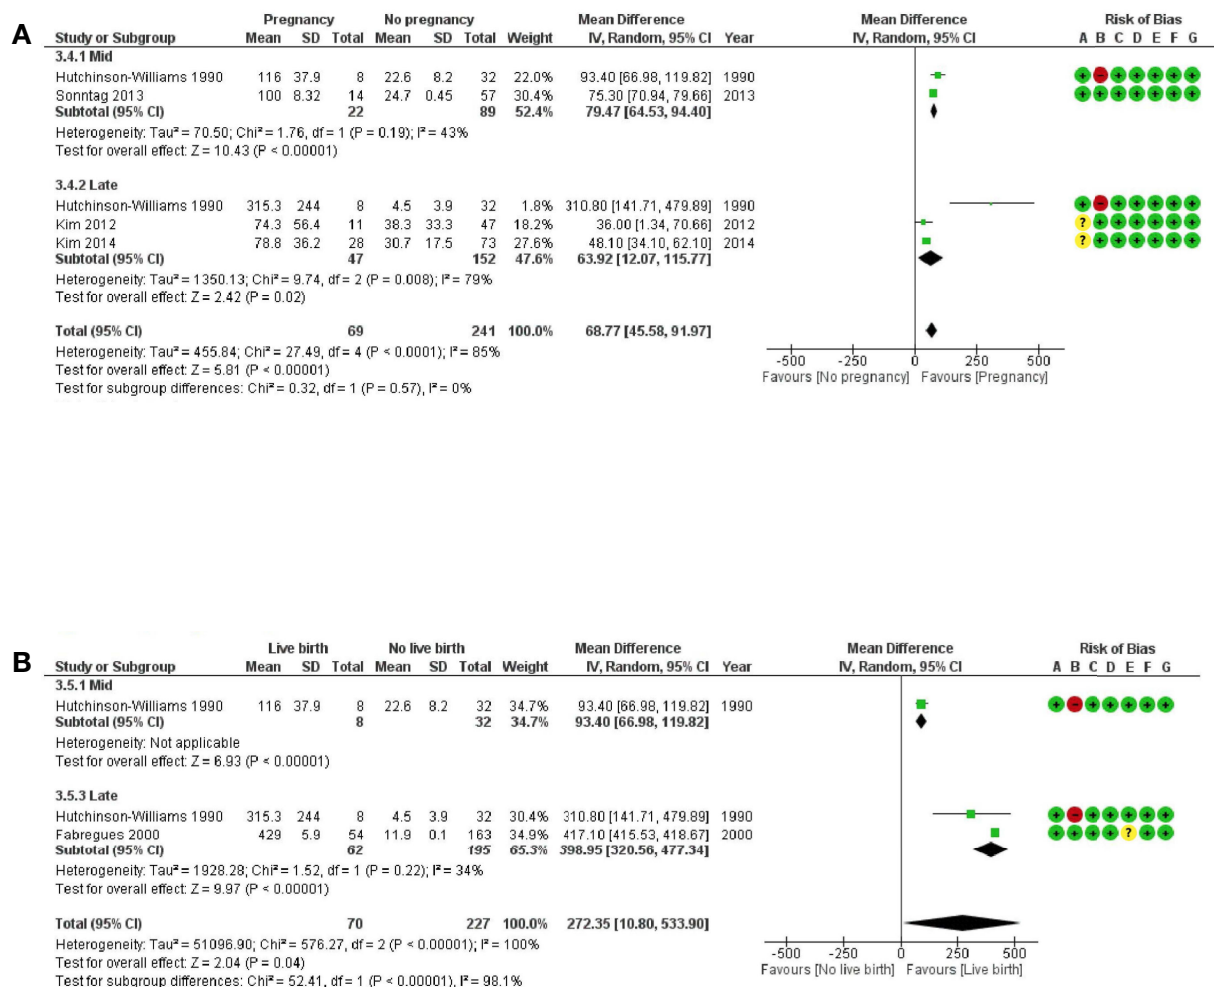 A
Pregnancy No pregnancy Mean Difference Mean Difference Risk of Bias
Study or Subgroup Mean SD Total Mean SD Total Weight IV, Random, 95% CI Year IV, Random, 95% CI A B C D E F G
3.4.1 Mid
Hutchinson-Williams 1990 116 37.9 8 22.6 8.2 32 22.0% 93.40 [66.98, 119.82] 1990 + - + + + + +
Sonntag 2013 100 8.32 14 24.7 0.45 57 30.4% 75.30 [70.94, 79.66] 2013 + + + + + + +
Subtotal (95% CI) 22 89 52.4% 79.47 [64.53, 94.40]
Heterogeneity: Tau² = 70.50; Chi² = 1.76, df = 1 (P = 0.19); I² = 43%
Test for overall effect: Z = 10.43 (P < 0.00001)
3.4.2 Late
Hutchinson-Williams 1990 315.3 244 8 4.5 3.9 32 1.8% 310.80 [141.71, 479.89] 1990 + - + + + + +
Kim 2012 74.3 56.4 11 38.3 33.3 47 18.2% 36.00 [1.34, 70.66] 2012 ? + + + + + +
Kim 2014 78.8 36.2 28 30.7 17.5 73 27.6% 48.10 [34.10, 62.10] 2014 ? + + + + + +
Subtotal (95% CI) 47 152 47.6% 63.92 [12.07, 115.77]
Heterogeneity: Tau² = 1350.13; Chi² = 9.74, df = 2 (P = 0.008); I² = 79%
Test for overall effect: Z = 2.42 (P = 0.02)
Total (95% CI) 69 241 100.0% 68.77 [45.58, 91.97]
Heterogeneity: Tau² = 455.84; Chi² = 27.49, df = 4 (P < 0.0001); I² = 85%
Test for overall effect: Z = 5.81 (P < 0.00001)
Test for subgroup differences: Chi² = 0.32, df = 1 (P = 0.57), I² = 0%
-500 -250 0 250 500
Favours [No pregnancy] Favours [Pregnancy]
B
Live birth No live birth Mean Difference Mean Difference Risk of Bias
Study or Subgroup Mean SD Total Mean SD Total Weight IV, Random, 95% CI Year IV, Random, 95% CI A B C D E F G
3.5.1 Mid
Hutchinson-Williams 1990 116 37.9 8 22.6 8.2 32 34.7% 93.40 [66.98, 119.82] 1990 + - + + + + +
Subtotal (95% CI) 8 32 34.7% 93.40 [66.98, 119.82]
Heterogeneity: Not applicable
Test for overall effect: Z = 6.93 (P < 0.00001)
3.5.3 Late
Hutchinson-Williams 1990 315.3 244 8 4.5 3.9 32 30.4% 310.80 [141.71, 479.89] 1990 + - + + + + +
Fabregues 2000 429 5.9 54 11.9 0.1 163 34.9% 417.10 [415.53, 418.67] 2000 + + + + ? + +
Subtotal (95% CI) 62 195 65.3% 398.95 [320.56, 477.34]
Heterogeneity: Tau² = 1928.28; Chi² = 1.52, df = 1 (P = 0.22); I² = 34%
Test for overall effect: Z = 9.97 (P < 0.00001)
Total (95% CI) 70 227 100.0% 272.35 [10.80, 533.90]
Heterogeneity: Tau² = 51096.90; Chi² = 576.27, df = 2 (P < 0.00001); I² = 100%
Test for overall effect: Z = 2.04 (P = 0.04)
Test for subgroup differences: Chi² = 52.41, df = 1 (P < 0.00001), I² = 98.1%
-500 -250 0 250 500
Favours [No live birth] Favours [Live birth]